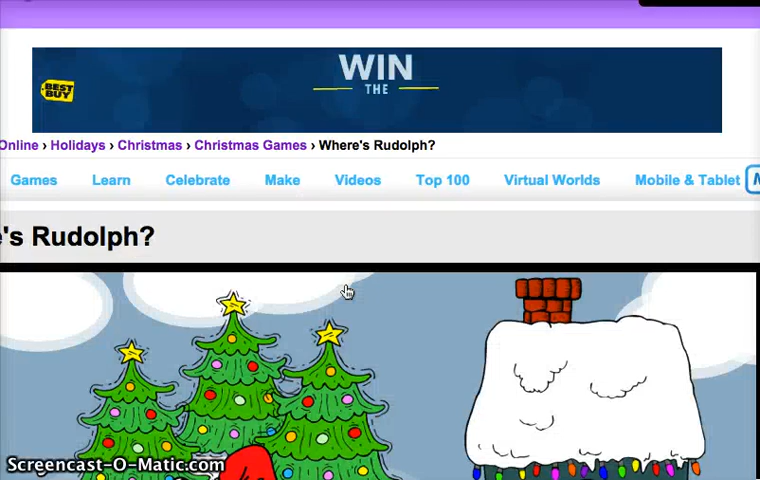 WIN
THE
BEST
BUY
Online › Holidays › Christmas › Christmas Games › Where's Rudolph?
Games Learn Celebrate Make Videos Top 100 Virtual Worlds Mobile & Tablet N
e's Rudolph?
Screencast-O-Matic.com